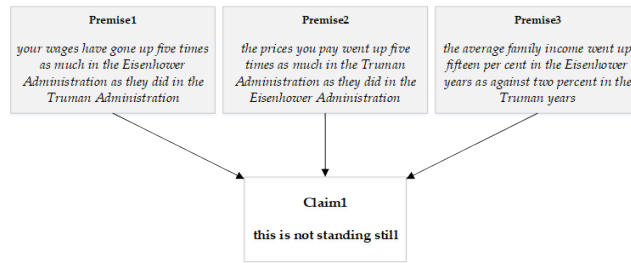 Premise1
your wages have gone up five times
as much in the Eisenhower
Administration as they did in the
Truman Administration
Premise2
the prices you pay went up five
times as much in the Truman
Administration as they did in the
Eisenhower Administration
Premise3
the average family income went up
fifteen per cent in the Eisenhower
years as against two percent in the
Truman years
Claim1
this is not standing still